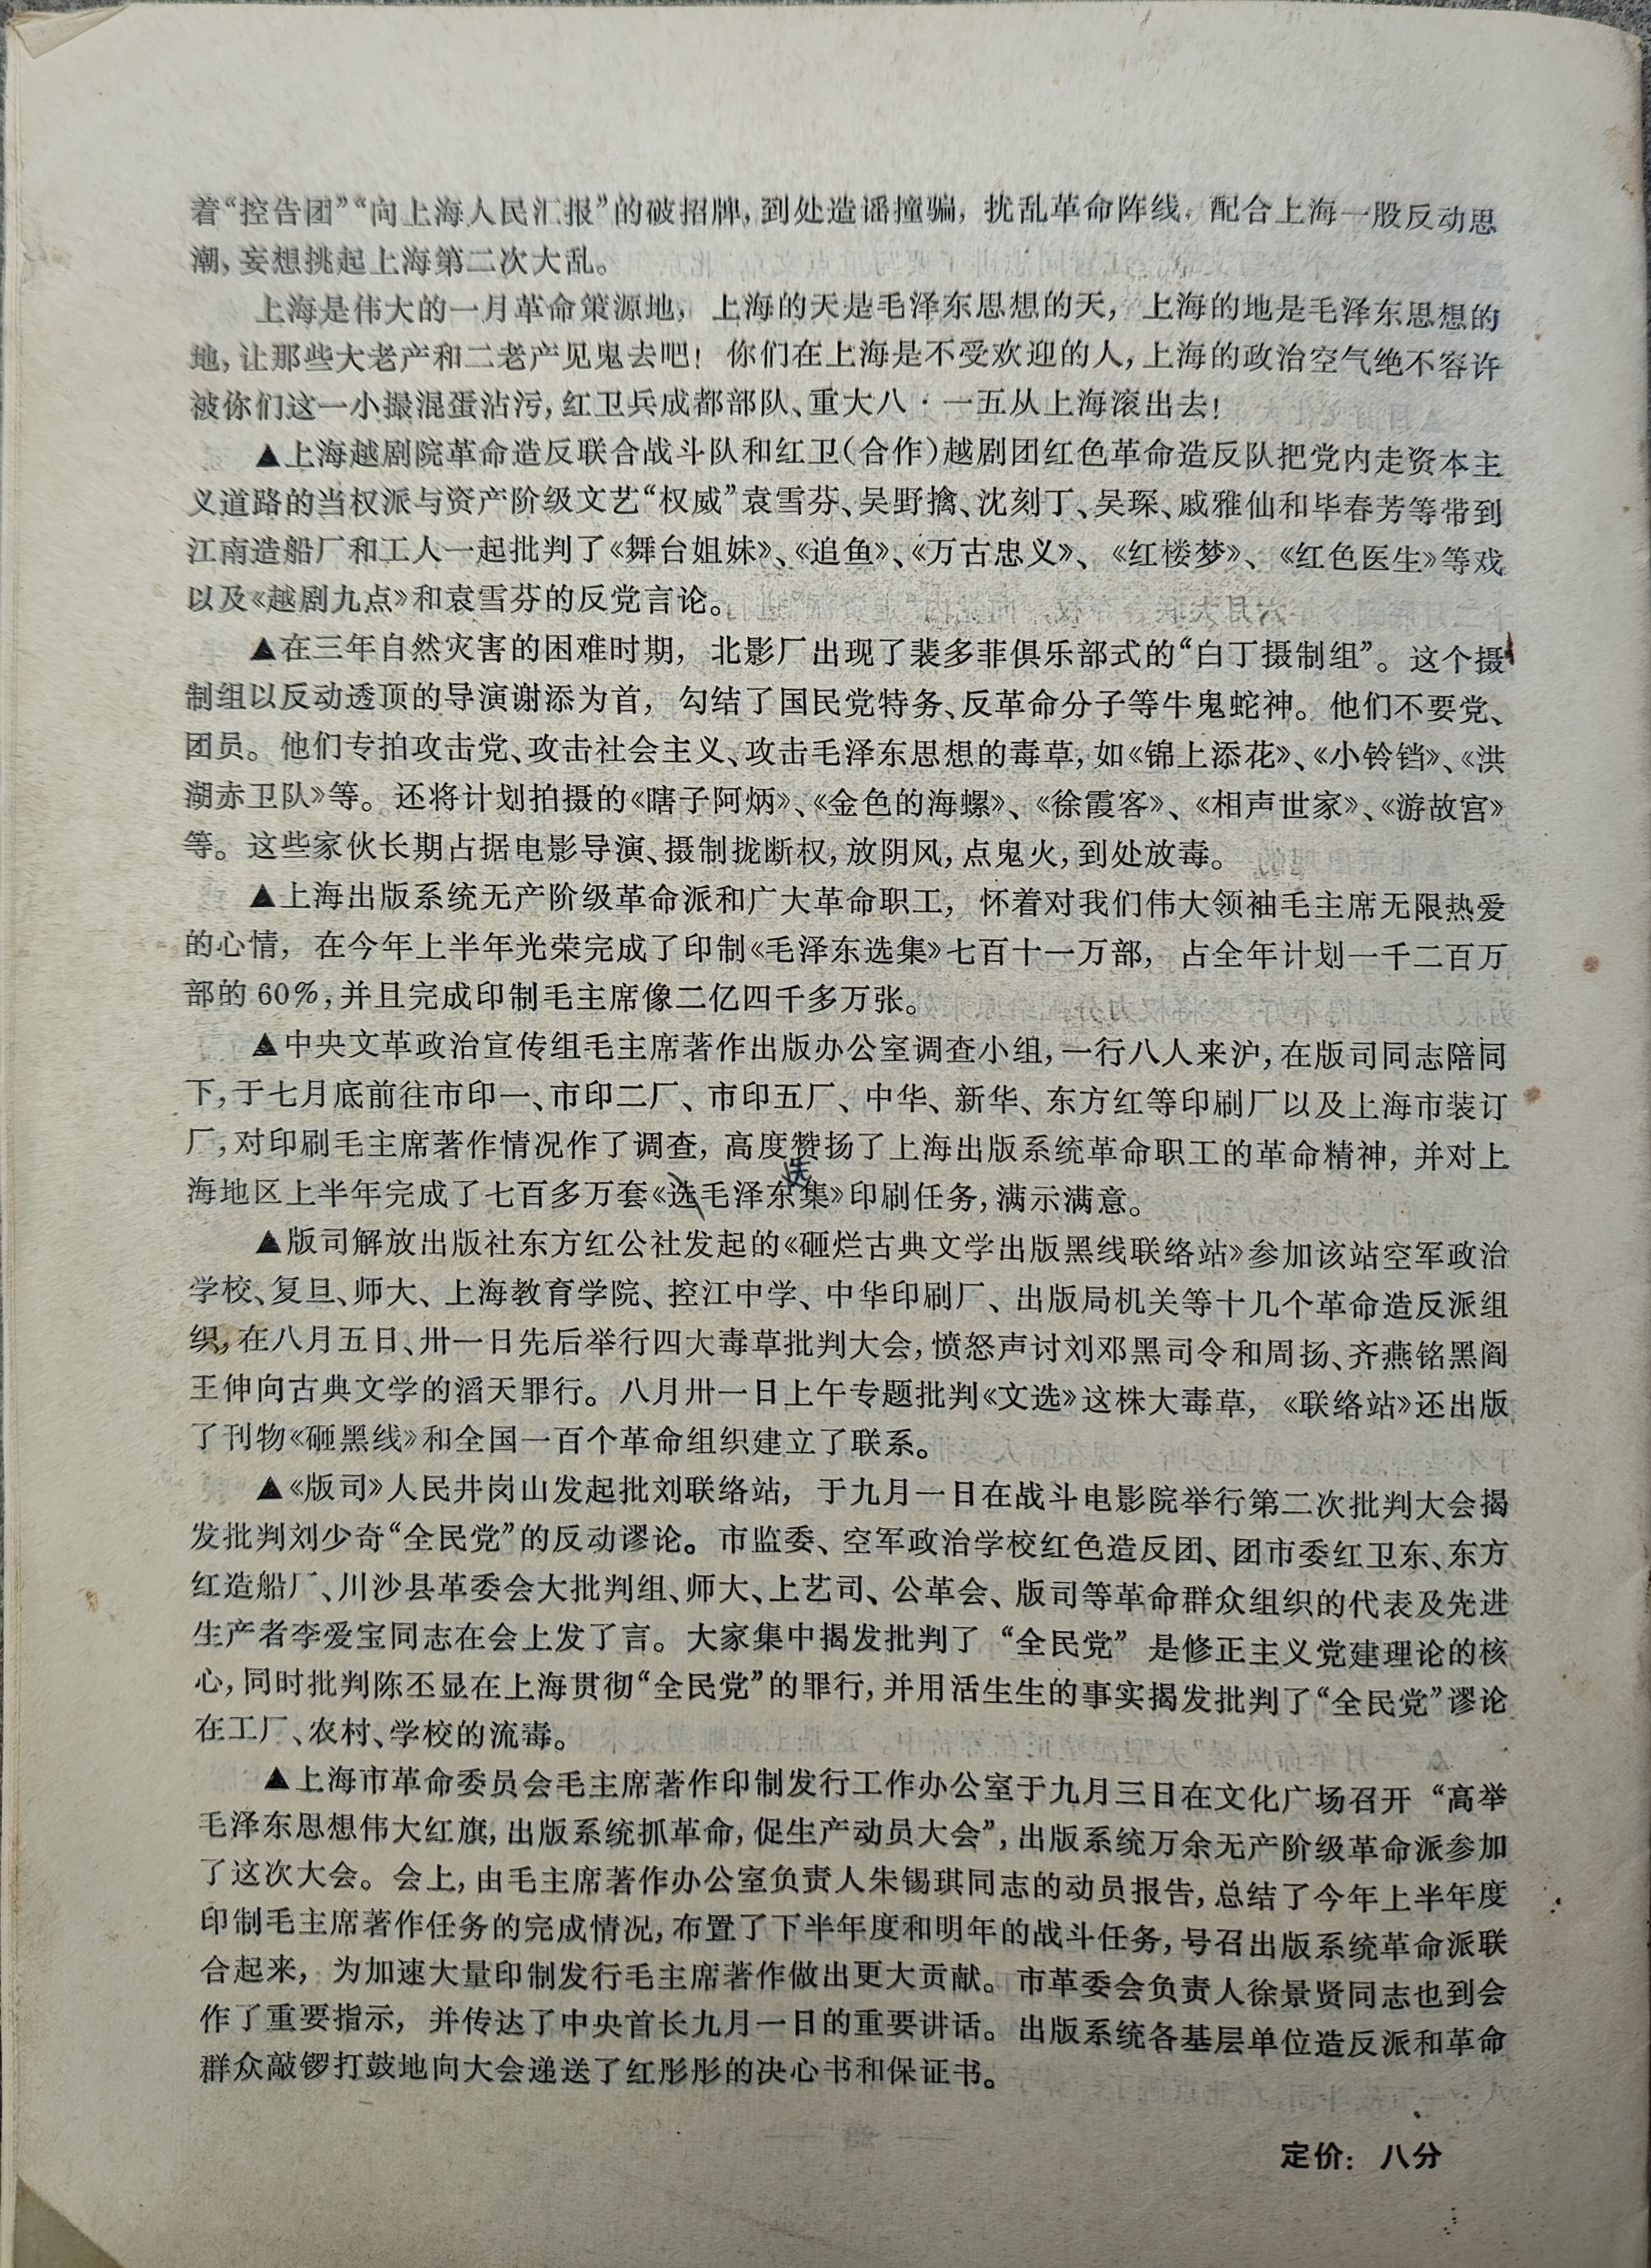 着“控告团”“向上海人民汇报”的破招牌，到处造谣撞骗，扰乱革命阵线，配合上海一股反动思
潮，妄想挑起上海第二次大乱。
上海是伟大的一月革命策源地，上海的天是毛泽东思想的天，上海的地是毛泽东思想的
地，让那些大老产和二老产见鬼去吧！你们在上海是不受欢迎的人，上海的政治空气绝不容许
被你们这一小撮混蛋沾污，红卫兵成都部队、重大八·一五从上海滚出去！
▲上海越剧院革命造反联合战斗队和红卫（合作）越剧团红色革命造反队把党内走资本主
义道路的当权派与资产阶级文艺“权威”袁雪芬、吴野擒、沈刻丁、吴琛、戚雅仙和毕春芳等带到
江南造船厂和工人一起批判了《舞台姐妹》、《追鱼》、《万古忠义》、《红楼梦》、《红色医生》等戏
以及《越剧九点》和袁雪芬的反党言论。
▲在三年自然灾害的困难时期，北影厂出现了裴多菲俱乐部式的“白丁摄制组”。这个摄
制组以反动透顶的导演谢添为首，勾结了国民党特务、反革命分子等牛鬼蛇神。他们不要党、
团员。他们专拍攻击党、攻击社会主义、攻击毛泽东思想的毒草，如《锦上添花》、《小铃铛》、《洪
湖赤卫队》等。还将计划拍摄的《瞎子阿炳》、《金色的海螺》、《徐霞客》、《相声世家》、《游故宫》
等。这些家伙长期占据电影导演、摄制拢断权，放阴风，点鬼火，到处放毒。
▲上海出版系统无产阶级革命派和广大革命职工，怀着对我们伟大领袖毛主席无限热爱
的心情，在今年上半年光荣完成了印制《毛泽东选集》七百十一万部，占全年计划一千二百万
部的60%，并且完成印制毛主席像二亿四千多万张。
▲中央文革政治宣传组毛主席著作出版办公室调查小组，一行八人来沪，在版司同志陪同
下，于七月底前往市印一、市印二厂、市印五厂、中华、新华、东方红等印刷厂以及上海市装订
厂，对印刷毛主席著作情况作了调查，高度赞扬了上海出版系统革命职工的革命精神，并对上
选
海地区上半年完成了七百多万套《选毛泽东集》印刷任务，满示满意。
▲版司解放出版社东方红公社发起的《砸烂古典文学出版黑线联络站》参加该站空军政治
学校、复旦、师大、上海教育学院、控江中学、中华印刷厂、出版局机关等十几个革命造反派组
织，在八月五日、卅一日先后举行四大毒草批判大会，愤怒声讨刘邓黑司令和周扬、齐燕铭黑阎
王伸向古典文学的滔天罪行。八月卅一日上午专题批判《文选》这株大毒草，《联络站》还出版
了刊物《砸黑线》和全国一百个革命组织建立了联系。
▲《版司》人民井岗山发起批刘联络站，于九月一日在战斗电影院举行第二次批判大会揭
发批判刘少奇“全民党”的反动谬论。市监委、空军政治学校红色造反团、团市委红卫东、东方
红造船厂、川沙县革委会大批判组、师大、上艺司、公革会、版司等革命群众组织的代表及先进
生产者李爱宝同志在会上发了言。大家集中揭发批判了“全民党”是修正主义党建理论的核
心，同时批判陈丕显在上海贯彻“全民党”的罪行，并用活生生的事实揭发批判了“全民党”谬论
在工厂、农村、学校的流毒。
▲上海市革命委员会毛主席著作印制发行工作办公室于九月三日在文化广场召开“高举
毛泽东思想伟大红旗，出版系统抓革命，促生产动员大会”，出版系统万余无产阶级革命派参加
了这次大会。会上，由毛主席著作办公室负责人朱锡琪同志的动员报告，总结了今年上半年度
印制毛主席著作任务的完成情况，布置了下半年度和明年的战斗任务，号召出版系统革命派联
合起来，为加速大量印制发行毛主席著作做出更大贡献。市革委会负责人徐景贤同志也到会
作了重要指示，并传达了中央首长九月一日的重要讲话。出版系统各基层单位造反派和革命
群众敲锣打鼓地向大会递送了红彤彤的决心书和保证书。
定价：八分